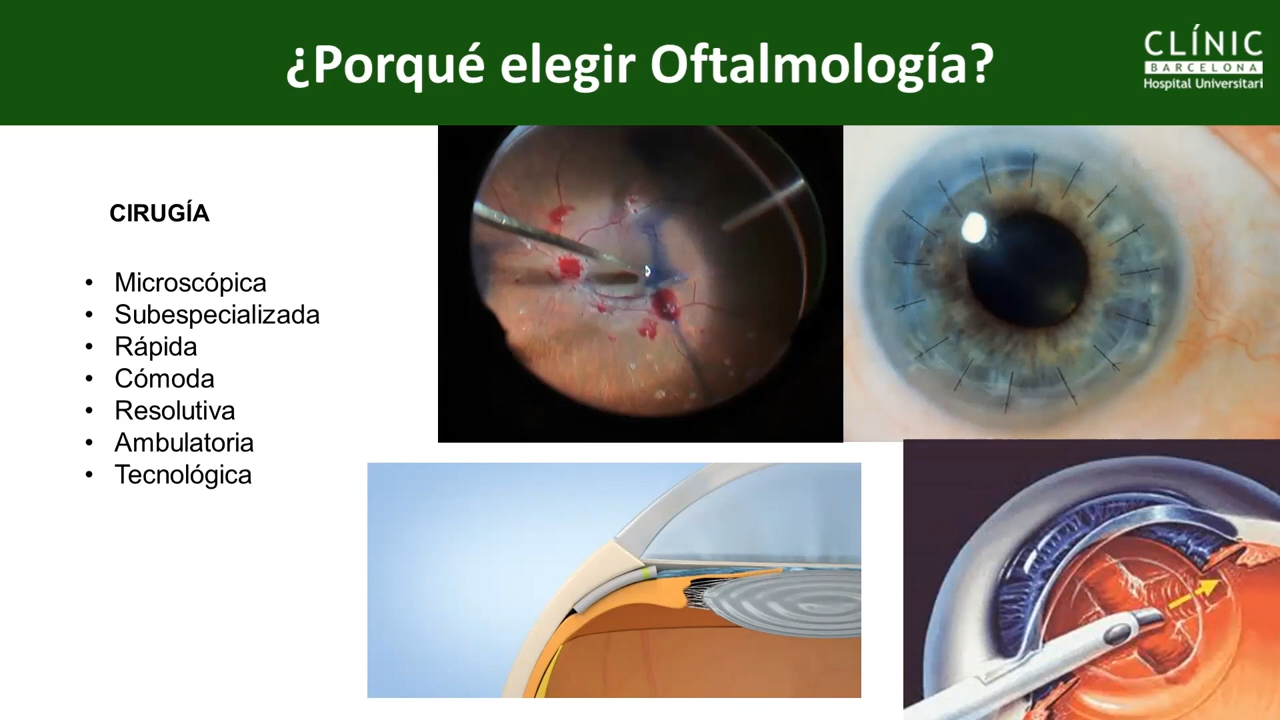 ¿Porqué elegir Oftalmología?
CLÍNIC
BARCELONA
Hospital Universitari
CIRUGÍA
• Microscópica
• Subespecializada
• Rápida
• Cómoda
• Resolutiva
• Ambulatoria
• Tecnológica